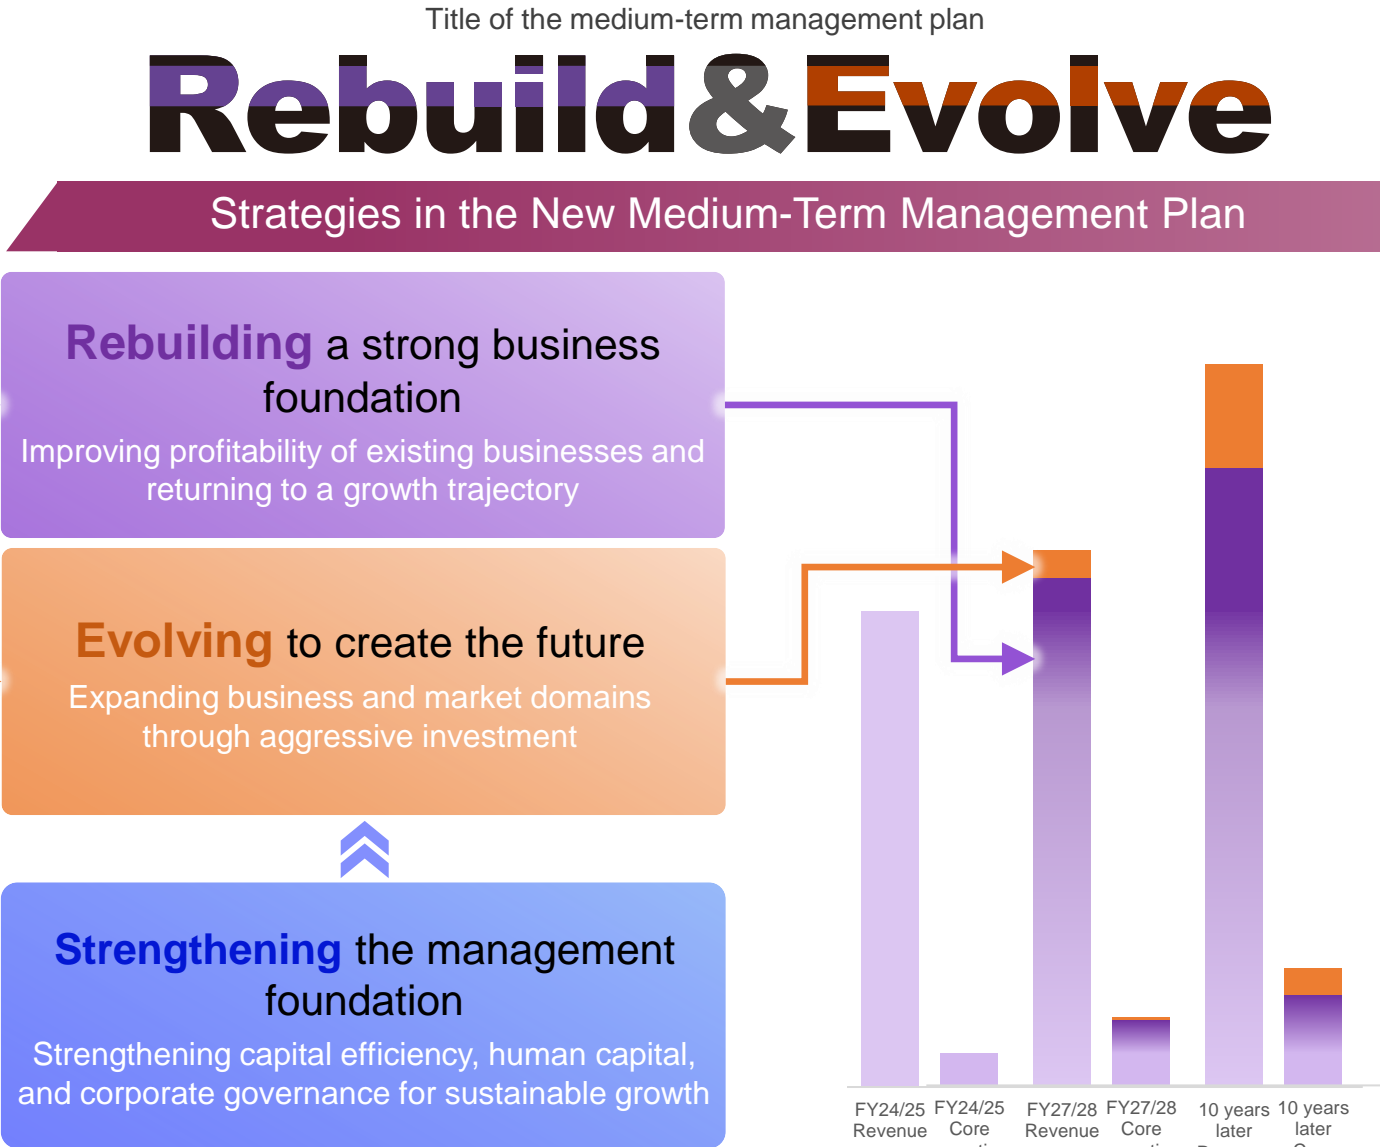 Title of the medium-term management plan
Rebuild&Evolve
Strategies in the New Medium-Term Management Plan
Rebuilding a strong business
foundation
Improving profitability of existing businesses and
returning to a growth trajectory
Evolving to create the future
Expanding business and market domains
through aggressive investment
Strengthening the management
foundation
Strengthening capital efficiency, human capital,
and corporate governance for sustainable growth
FY24/25
Revenue
FY24/25
Core
FY27/28
Revenue
FY27/28
Core
10 years
later
10 years
later